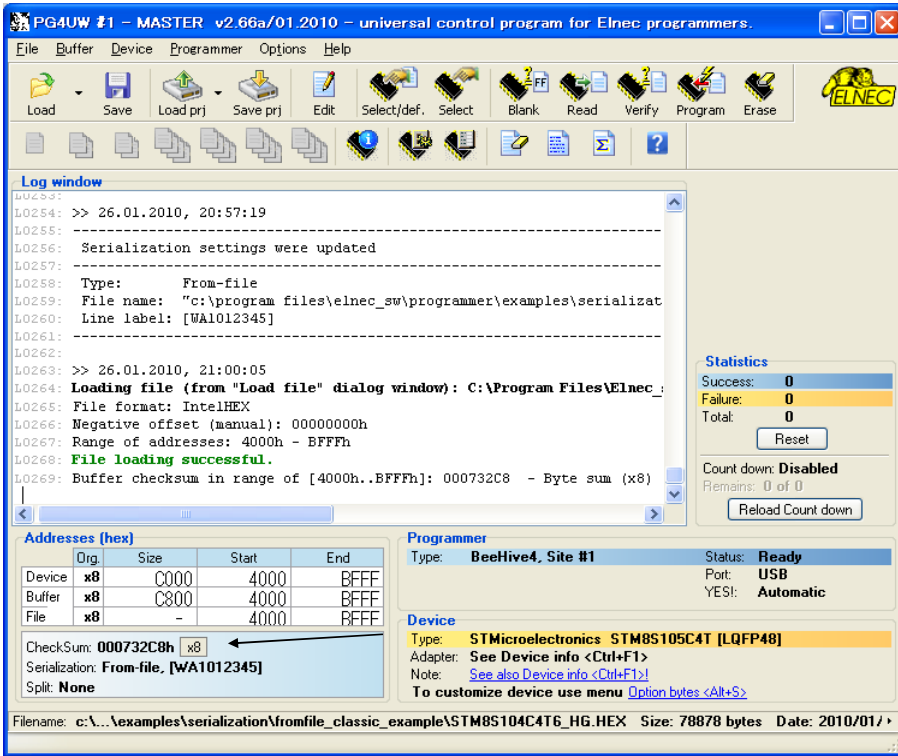 PG4UW #1 - MASTER v2.66a/01.2010 - universal control program for Elnec programmers.
File Buffer Device Programmer Options Help
Load Save Load prj Save prj Edit Select/def. Select Blank Read Verify Program Erase
ELNEC
Log window
L0253:
L0254: >> 26.01.2010, 20:57:19
L0255: ------------------------------------------------------------------
L0256: Serialization settings were updated
L0257: ------------------------------------------------------------------
L0258: Type: From-file
L0259: File name: "c:\program files\elnec_sw\programmer\examples\serializat
L0260: Line label: [WA1012345]
L0261: ------------------------------------------------------------------
L0262:
L0263: >> 26.01.2010, 21:00:05
L0264: Loading file (from "Load file" dialog window): C:\Program Files\Elnec_
L0265: File format: IntelHEX
L0266: Negative offset (manual): 00000000h
L0267: Range of addresses: 4000h - BFFFh
L0268: File loading successful.
L0269: Buffer checksum in range of [4000h..BFFFh]: 000732C8 - Byte sum (x8)
Statistics
Success: 0
Failure: 0
Total: 0
Reset
Count down: Disabled
Remains: 0 of 0
Reload Count down
Addresses (hex)
Org. Size Start End
Device x8 C000 4000 BFFF
Buffer x8 C800 4000 BFFF
File x8 - 4000 BFFF
CheckSum: 000732C8h x8
Serialization: From-file, [WA1012345]
Split: None
Programmer
Type: BeeHive4, Site #1 Status: Ready
Port: USB
YES!: Automatic
Device
Type: STMicroelectronics STM8S105C4T [LQFP48]
Adapter: See Device info <Ctrl+F1>
Note: See also Device info <Ctrl+F1>!
To customize device use menu Option bytes <Alt+S>
Filename: c:\...\examples\serialization\fromfile_classic_example\STM8S104C4T6_HG.HEX Size: 78878 bytes Date: 2010/01/